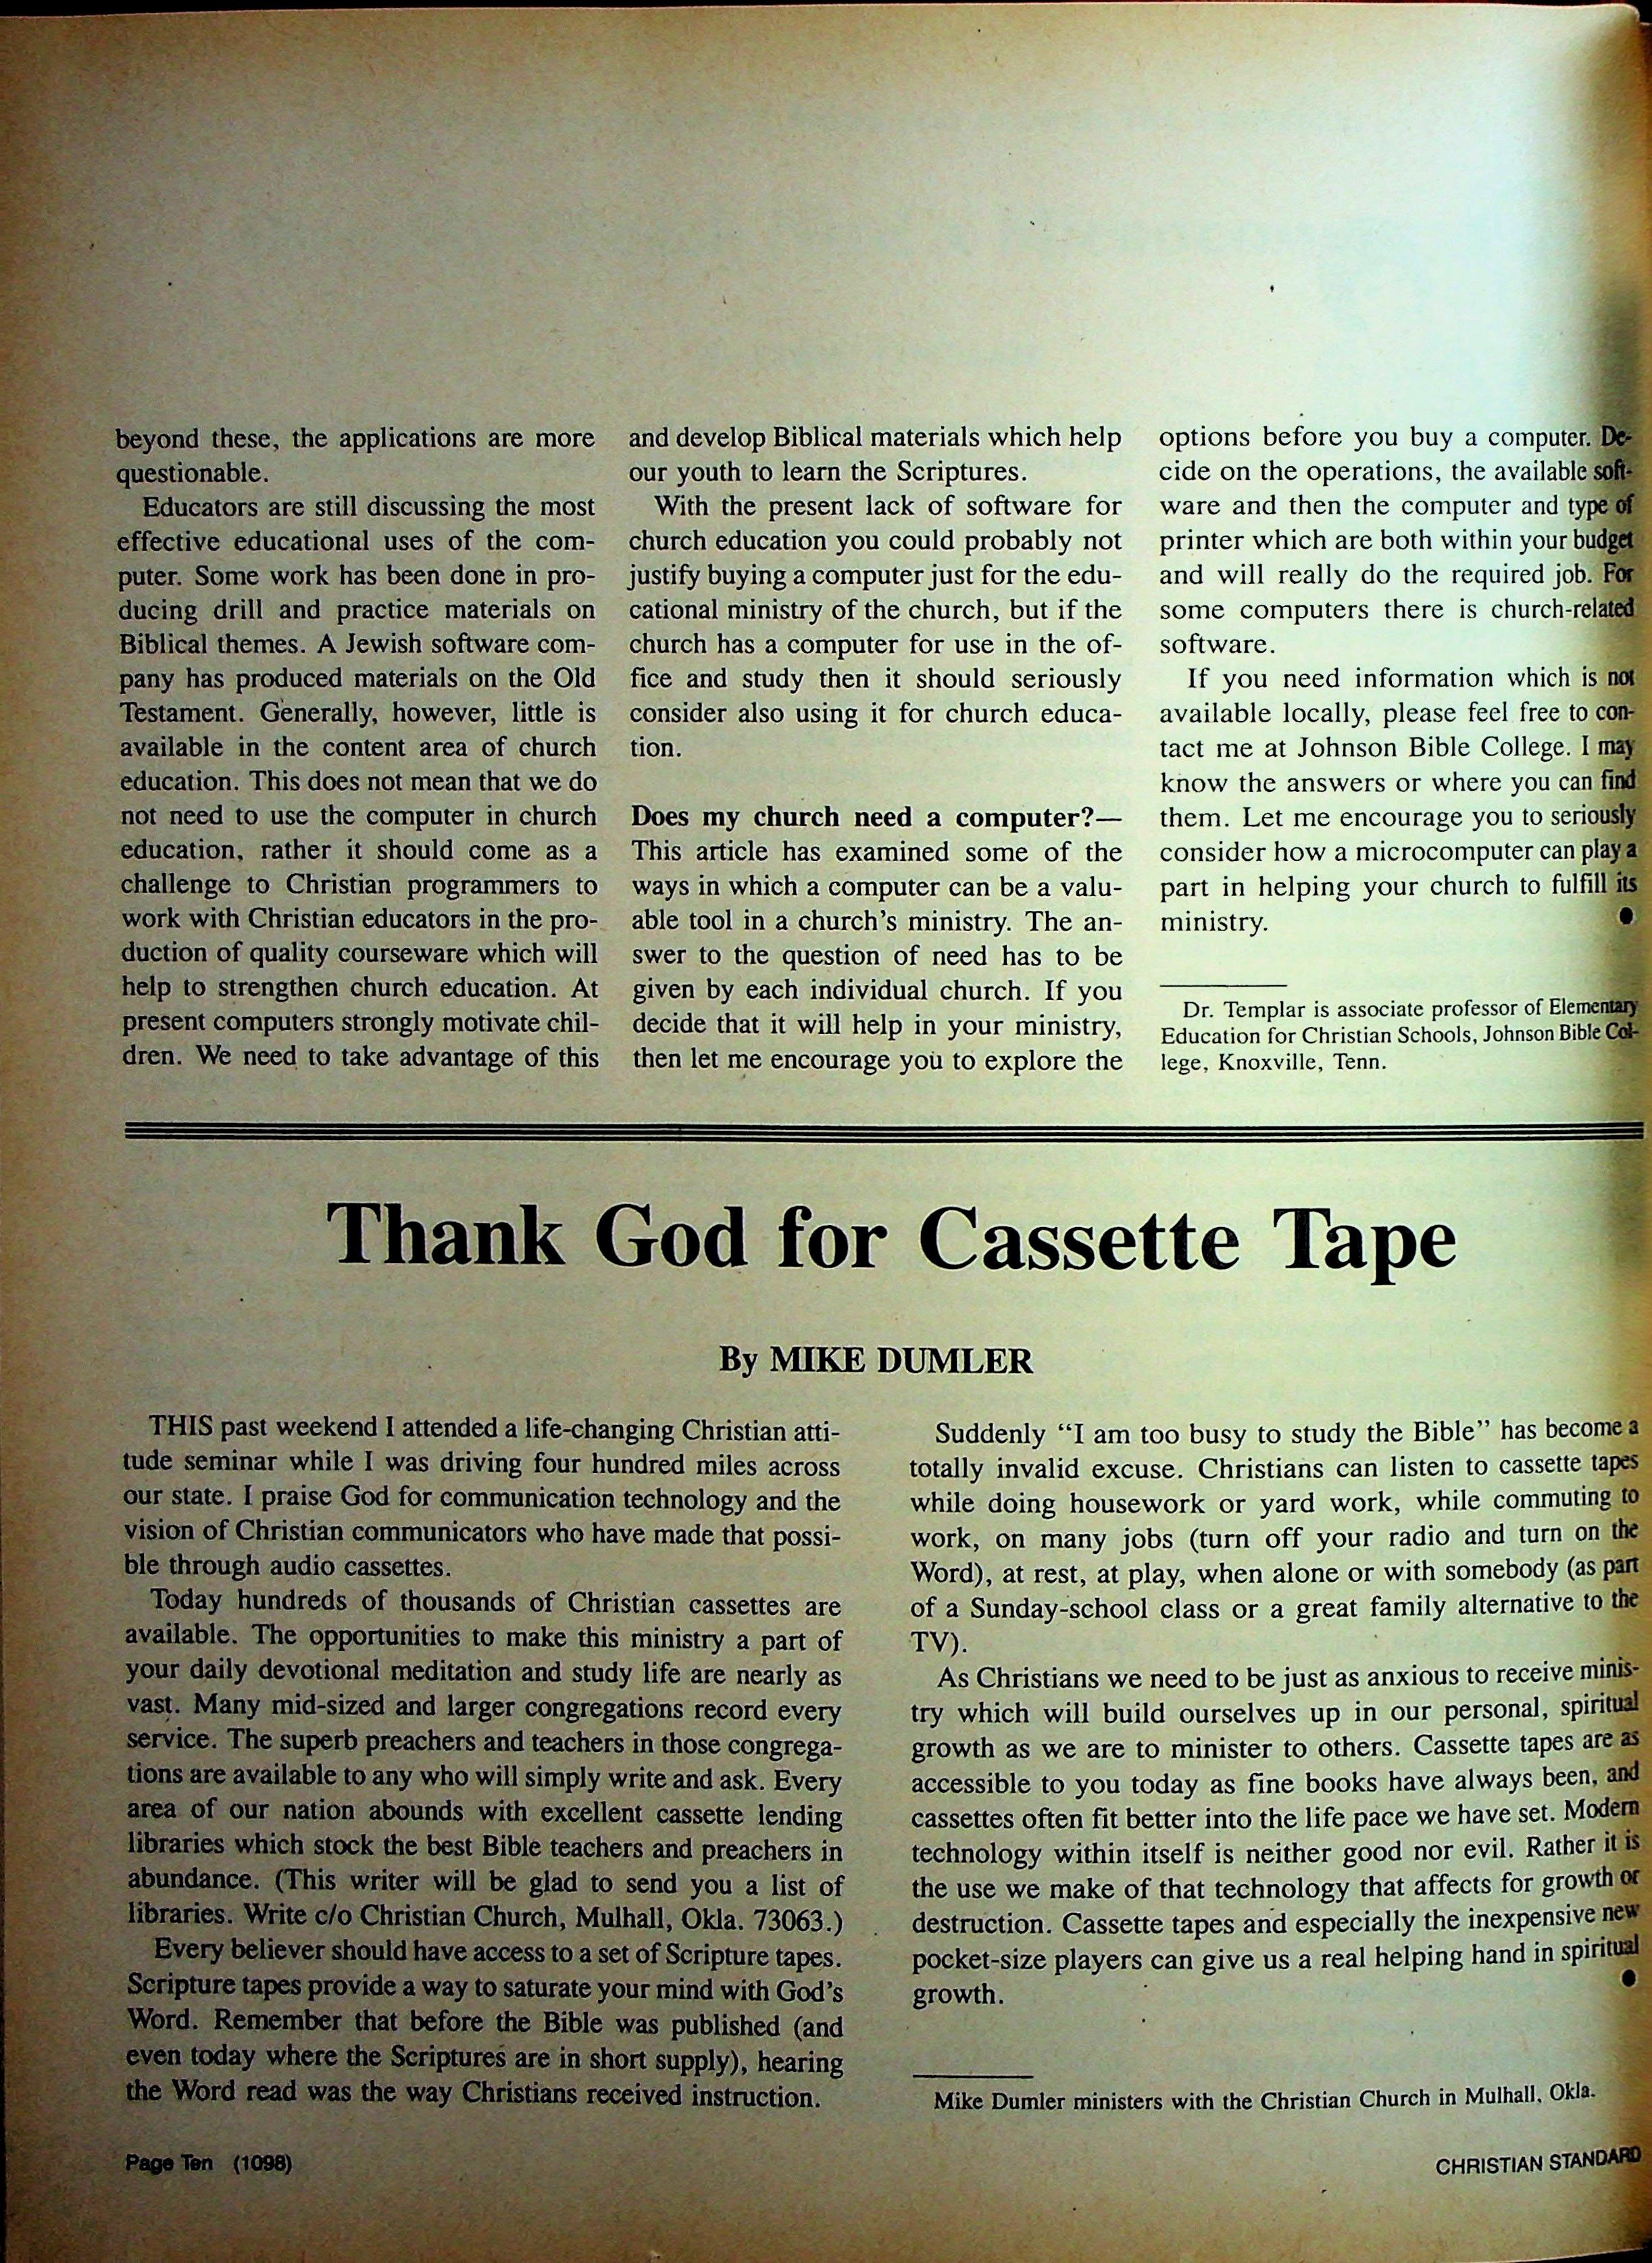 beyond these, the applications are more
questionable.
Educators are still discussing the most
effective educational uses of the com-
puter. Some work has been done in pro-
ducing drill and practice materials on
Biblical themes. A Jewish software com-
pany has produced materials on the Old
Testament. Generally, however, little is
available in the content area of church
education. This does not mean that we do
not need to use the computer in church
education, rather it should come as a
challenge to Christian programmers to
work with Christian educators in the pro-
duction of quality courseware which will
help to strengthen church education. At
present computers strongly motivate chil-
dren. We need to take advantage of this
and develop Biblical materials which help
our youth to learn the Scriptures.
With the present lack of software for
church education you could probably not
justify buying a computer just for the edu-
cational ministry of the church, but if the
church has a computer for use in the of-
fice and study then it should seriously
consider also using it for church educa-
tion.
Does my church need a computer?—
This article has examined some of the
ways in which a computer can be a valu-
able tool in a church's ministry. The an-
swer to the question of need has to be
given by each individual church. If you
decide that it will help in your ministry,
then let me encourage you to explore the
options before you buy a computer. De-
cide on the operations, the available soft-
ware and then the computer and type of
printer which are both within your budget
and will really do the required job. For
some computers there is church-related
software.
If you need information which is not
available locally, please feel free to con-
tact me at Johnson Bible College. I may
know the answers or where you can find
them. Let me encourage you to seriously
consider how a microcomputer can play a
part in helping your church to fulfill its
ministry. ●
Dr. Templar is associate professor of Elementary
Education for Christian Schools, Johnson Bible Col-
lege, Knoxville, Tenn.
Thank God for Cassette Tape
By MIKE DUMLER
THIS past weekend I attended a life-changing Christian atti-
tude seminar while I was driving four hundred miles across
our state. I praise God for communication technology and the
vision of Christian communicators who have made that possi-
ble through audio cassettes.
Today hundreds of thousands of Christian cassettes are
available. The opportunities to make this ministry a part of
your daily devotional meditation and study life are nearly as
vast. Many mid-sized and larger congregations record every
service. The superb preachers and teachers in those congrega-
tions are available to any who will simply write and ask. Every
area of our nation abounds with excellent cassette lending
libraries which stock the best Bible teachers and preachers in
abundance. (This writer will be glad to send you a list of
libraries. Write c/o Christian Church, Mulhall, Okla. 73063.)
Every believer should have access to a set of Scripture tapes.
Scripture tapes provide a way to saturate your mind with God's
Word. Remember that before the Bible was published (and
even today where the Scriptures are in short supply), hearing
the Word read was the way Christians received instruction.
Suddenly “I am too busy to study the Bible” has become a
totally invalid excuse. Christians can listen to cassette tapes
while doing housework or yard work, while commuting to
work, on many jobs (turn off your radio and turn on the
Word), at rest, at play, when alone or with somebody (as part
of a Sunday-school class or a great family alternative to the
TV).
As Christians we need to be just as anxious to receive minis-
try which will build ourselves up in our personal, spiritual
growth as we are to minister to others. Cassette tapes are as
accessible to you today as fine books have always been, and
cassettes often fit better into the life pace we have set. Modern
technology within itself is neither good nor evil. Rather it is
the use we make of that technology that affects for growth or
destruction. Cassette tapes and especially the inexpensive new
pocket-size players can give us a real helping hand in spiritual
growth. ●
Mike Dumler ministers with the Christian Church in Mulhall, Okla.
Page Ten (1098)
CHRISTIAN STANDARD